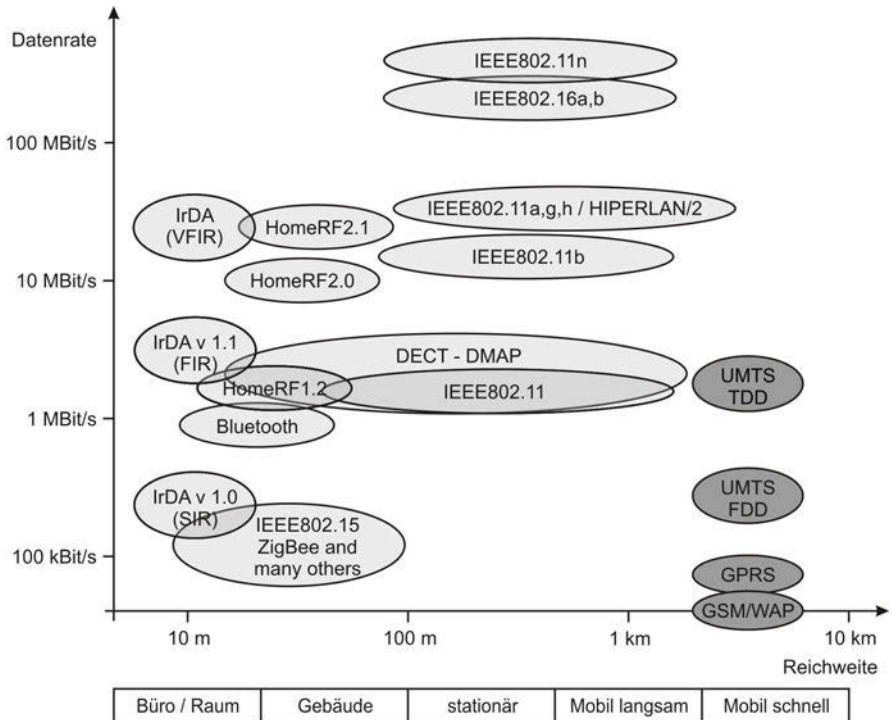 Datenrate
IEEE802.11n
IEEE802.16a,b
100 MBit/s
IrDA
(VFIR)
HomeRF2.1
IEEE802.11a,g,h / HIPERLAN/2
IEEE802.11b
10 MBit/s
HomeRF2.0
IrDA v 1.1
(FIR)
DECT - DMAP
HomeRF1.2
IEEE802.11
UMTS
TDD
1 MBit/s
Bluetooth
IrDA v 1.0
(SIR)
IEEE802.15
ZigBee and
many others
UMTS
FDD
100 kBit/s
GPRS
GSM/WAP
10 m
100 m
1 km
10 km
Reichweite
Büro / Raum
Gebäude
stationär
Mobil langsam
Mobil schnell